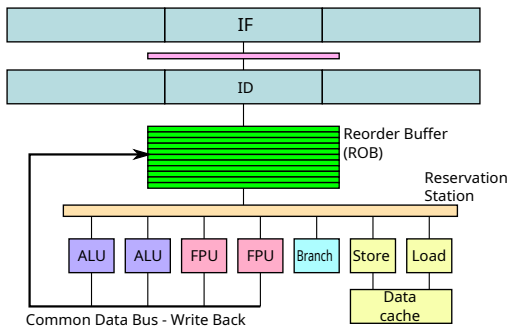 IF
ID
Reorder Buffer
(ROB)
Reservation
Station
ALU ALU FPU FPU Branch Store Load
Data
cache
Common Data Bus - Write Back